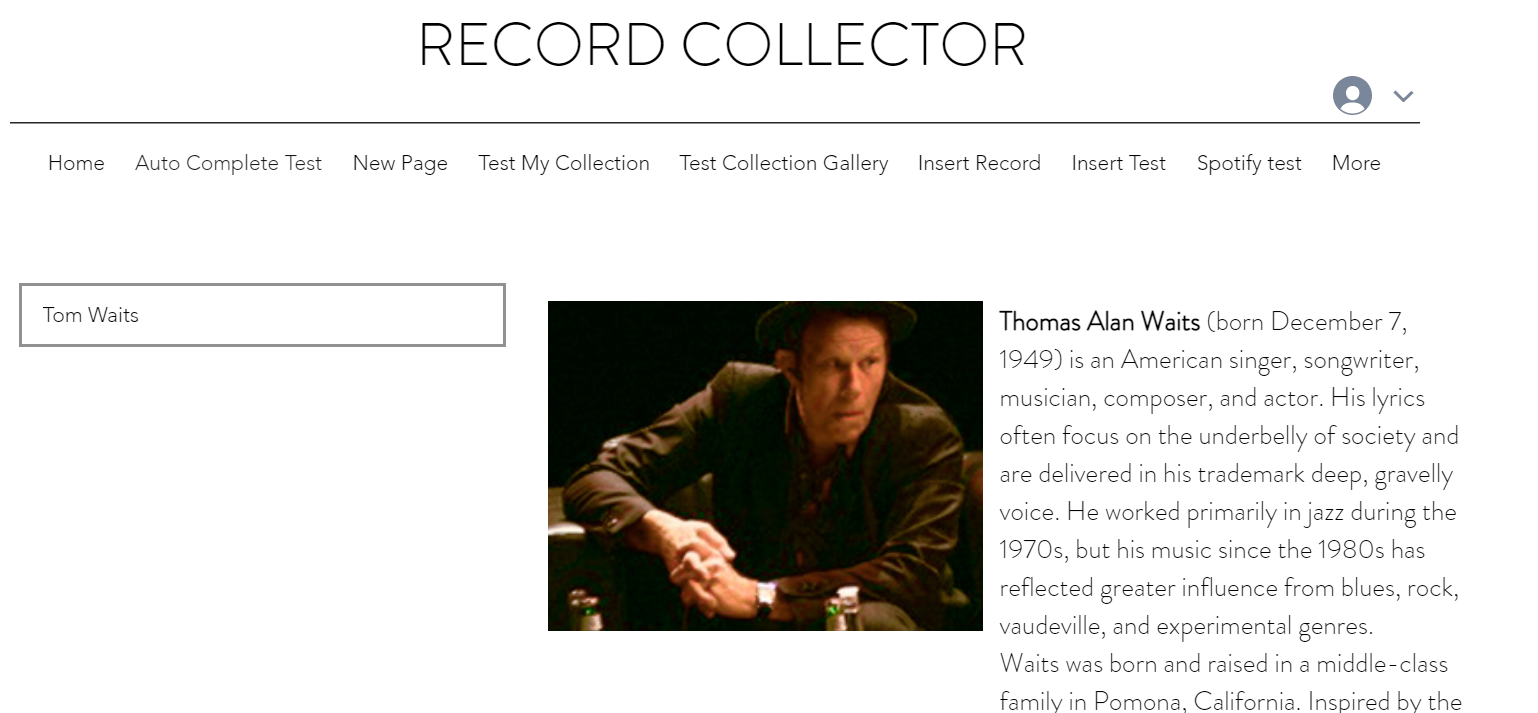 RECORD COLLECTOR
Home Auto Complete Test New Page Test My Collection Test Collection Gallery Insert Record Insert Test Spotify test More
Tom Waits
Thomas Alan Waits (born December 7,
1949) is an American singer, songwriter,
musician, composer, and actor. His lyrics
often focus on the underbelly of society and
are delivered in his trademark deep, gravelly
voice. He worked primarily in jazz during the
1970s, but his music since the 1980s has
reflected greater influence from blues, rock,
vaudeville, and experimental genres.
Waits was born and raised in a middle-class
family in Pomona, California. Inspired by the